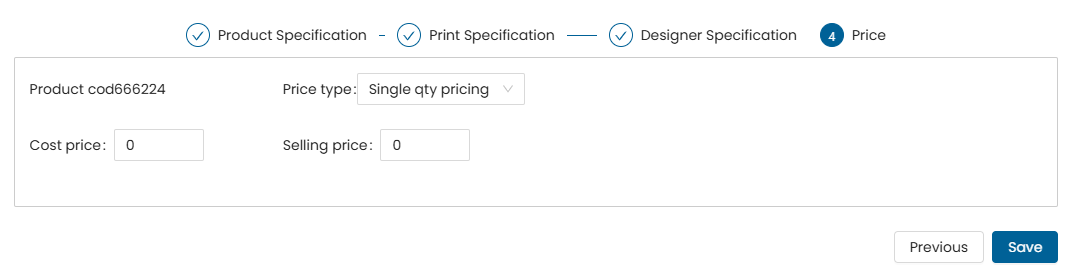 Product Specification
Print Specification
Designer Specification
4 Price
Product cod666224
Price type: Single qty pricing
Cost price: 0
Selling price: 0
Previous
Save